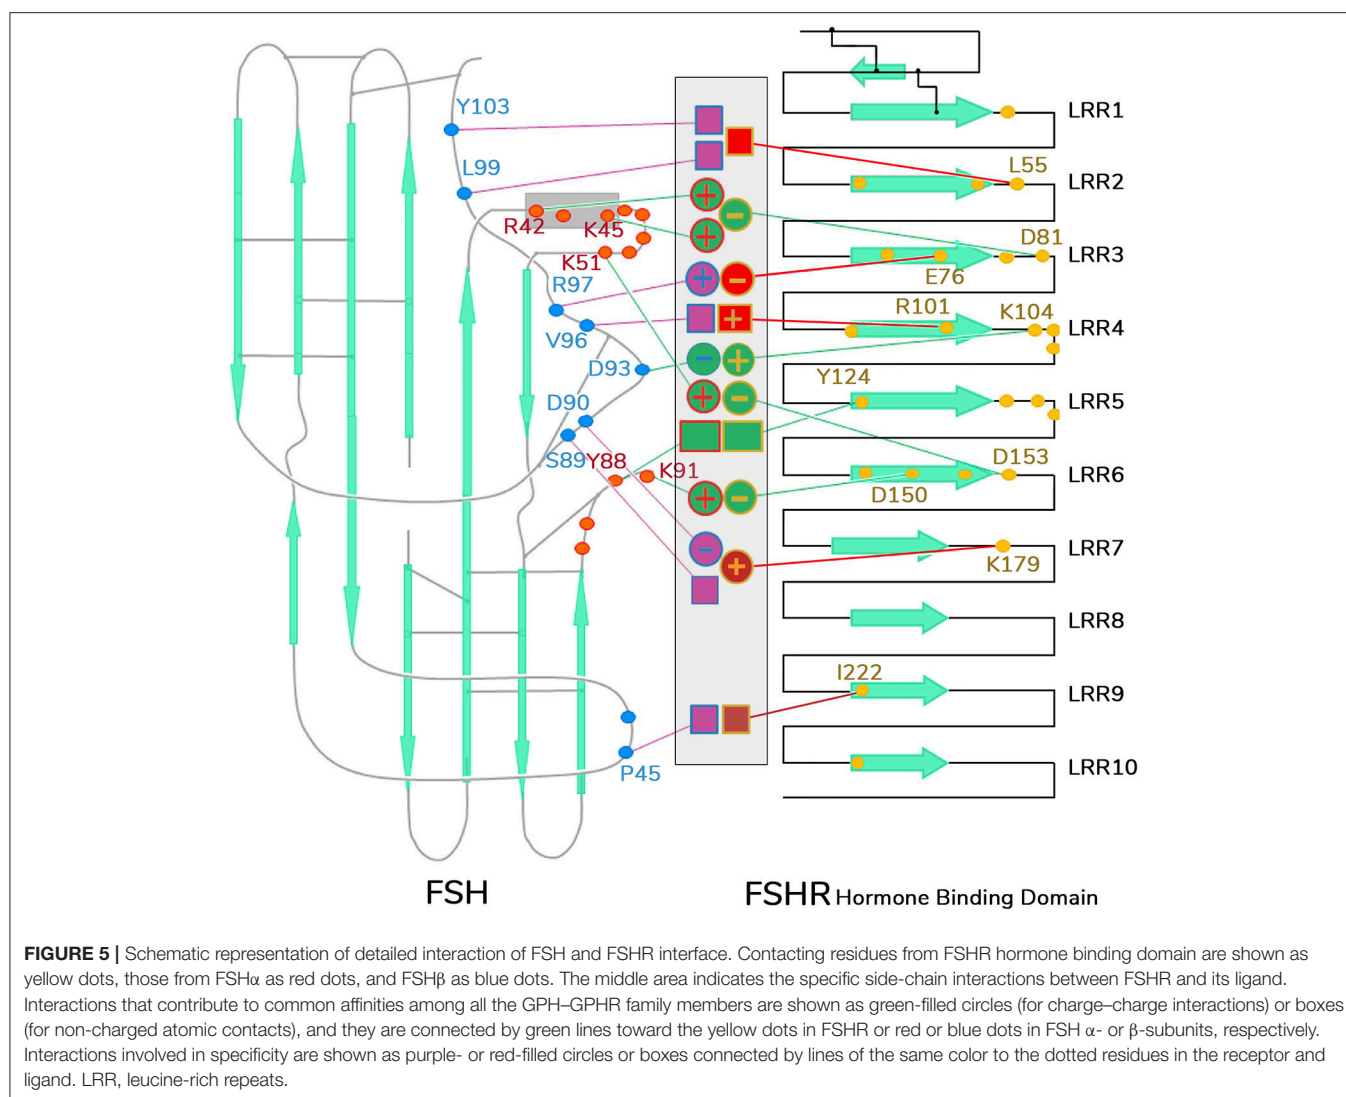 Y103
LRR1
L99
L55
LRR2
R42
K45
D81
K51
LRR3
R97
E76
+
+
−
+
−
R101
K104
V96
+
LRR4
D93
−
+
Y124
D90
+
−
LRR5
S89
Y88
K91
D153
LRR6
D150
+
−
−
+
LRR7
K179
LRR8
I222
LRR9
P45
LRR10
FSH
FSHR Hormone Binding Domain
FIGURE 5 | Schematic representation of detailed interaction of FSH and FSHR interface. Contacting residues from FSHR hormone binding domain are shown as
yellow dots, those from FSHα as red dots, and FSHβ as blue dots. The middle area indicates the specific side-chain interactions between FSHR and its ligand.
Interactions that contribute to common affinities among all the GPH–GPHR family members are shown as green-filled circles (for charge–charge interactions) or boxes
(for non-charged atomic contacts), and they are connected by green lines toward the yellow dots in FSHR or red or blue dots in FSH α- or β-subunits, respectively.
Interactions involved in specificity are shown as purple- or red-filled circles or boxes connected by lines of the same color to the dotted residues in the receptor and
ligand. LRR, leucine-rich repeats.